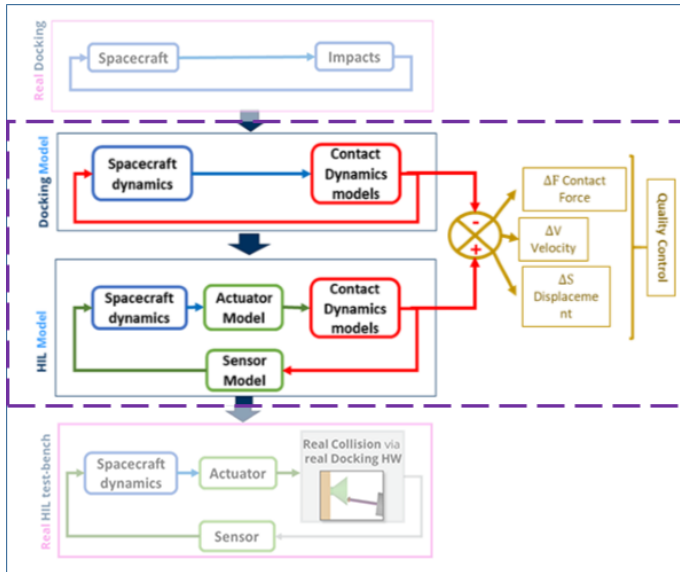 Real Docking
Spacecraft
Impacts
Docking Model
Spacecraft
dynamics
Contact
Dynamics
models
-
+
ΔF Contact
Force
ΔV
Velocity
ΔS
Displaceme
nt
Quality Control
HIL Model
Spacecraft
dynamics
Actuator
Model
Contact
Dynamics
models
Sensor
Model
Real HIL test-bench
Spacecraft
dynamics
Actuator
Real Collision via
real Docking HW
Sensor